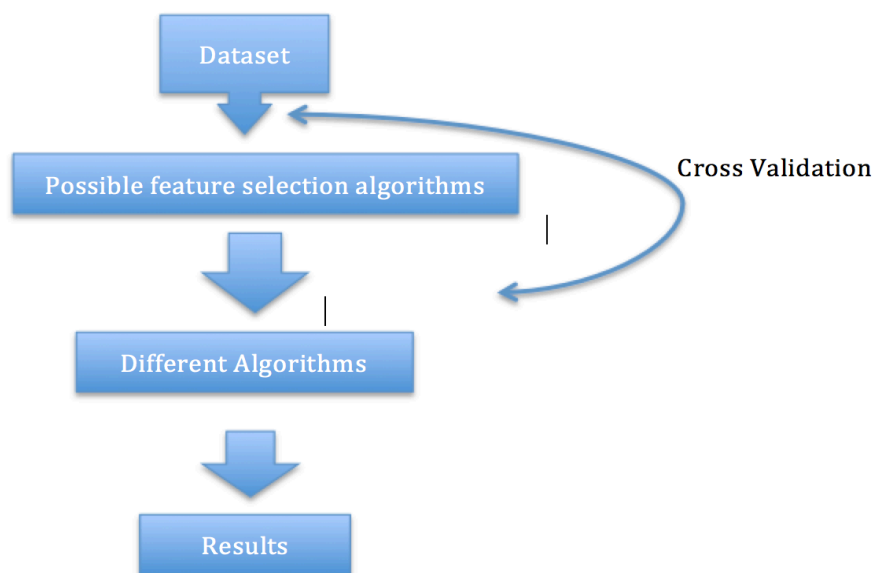 Dataset
Possible feature selection algorithms
Cross Validation
Different Algorithms
Results